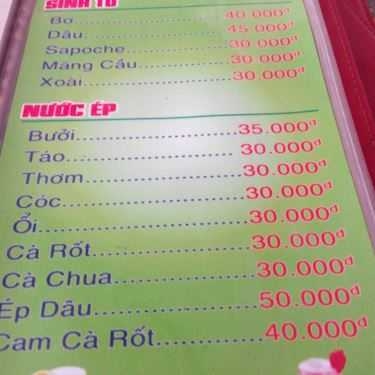 SINH TỐ
Bơ.....................40.000đ
Dâu....................45.000đ
Sapoche................30.000đ
Mãng Cầu...............30.000đ
Xoài...................30.000đ
NƯỚC ÉP
Bưởi...................35.000đ
Táo....................30.000đ
Thơm...................30.000đ
Cóc....................30.000đ
Ổi.....................30.000đ
Cà Rốt.................30.000đ
Cà Chua................30.000đ
Ép Dâu.................50.000đ
Cam Cà Rốt.............40.000đ